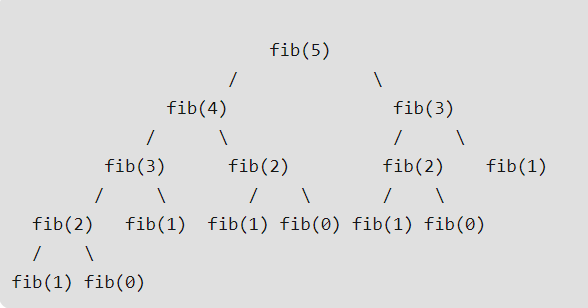 fib(5)
/ \
fib(4) fib(3)
/ \ / \
fib(3) fib(2) fib(2) fib(1)
/ \ / \ / \
fib(2) fib(1) fib(1) fib(0) fib(1) fib(0)
/ \
fib(1) fib(0)